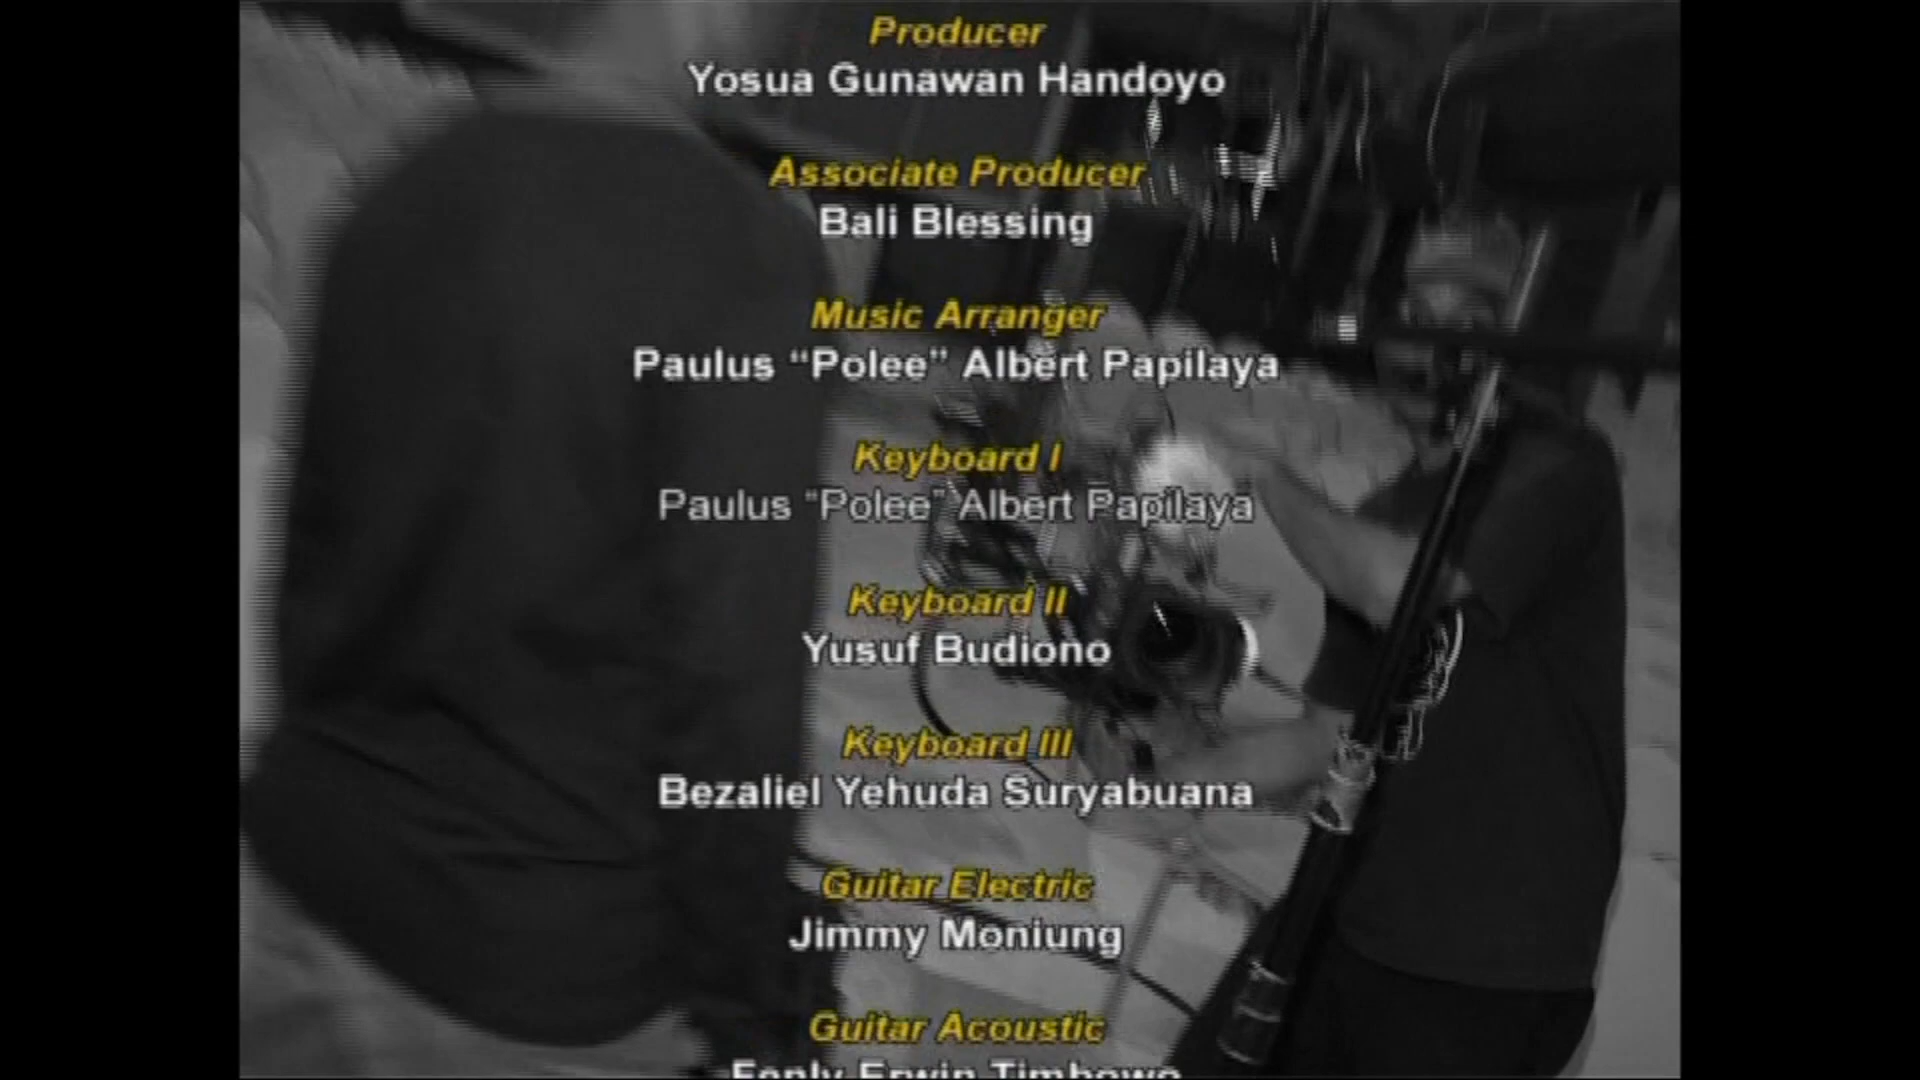 Producer
Yosua Gunawan Handoyo
Associate Producer
Bali Blessing
Music Arranger
Paulus “Polee” Albert Papilaya
Keyboard I
Paulus “Polee” Albert Papilaya
Keyboard II
Yusuf Budiono
Keyboard III
Bezaliel Yehuda Suryabuana
Guitar Electric
Jimmy Moniung
Guitar Acoustic
Erwin